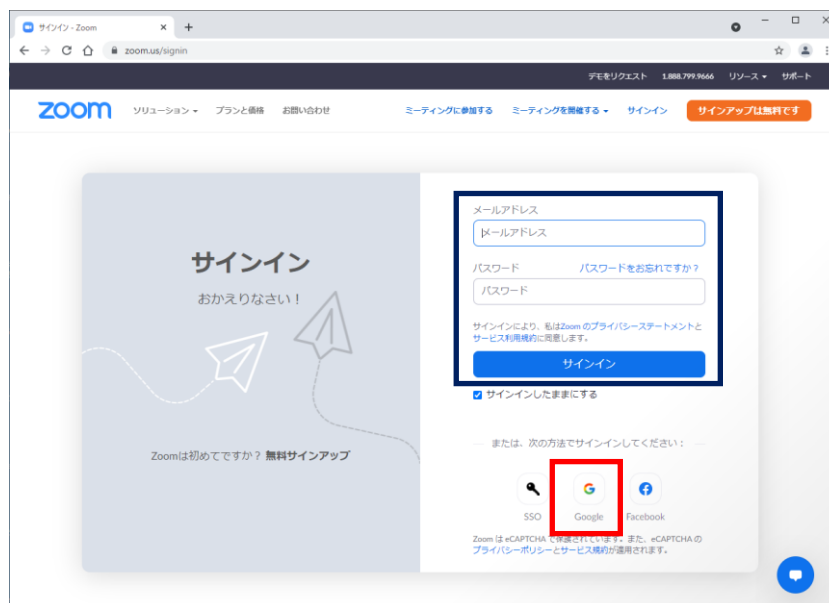 サインイン - Zoom
zoom.us/signin
デモをリクエスト 1.888.799.9666 リソース サポート
zoom ソリューション プランと価格 お問い合わせ ミーティングに参加する ミーティングを開催する サインイン サインアップは無料です
サインイン
おかえりなさい！
Zoomは初めてですか？ 無料サインアップ
メールアドレス
メールアドレス
パスワード パスワードをお忘れですか？
パスワード
サインインにより、私はZoom のプライバシーステートメントと
サービス利用規約に同意します。
サインイン
サインインしたままにする
または、次の方法でサインインしてください：
SSO Google Facebook
Zoom は eCAPTCHA で保護されています。また、eCAPTCHA の
プライバシーポリシーとサービス規約が適用されます。